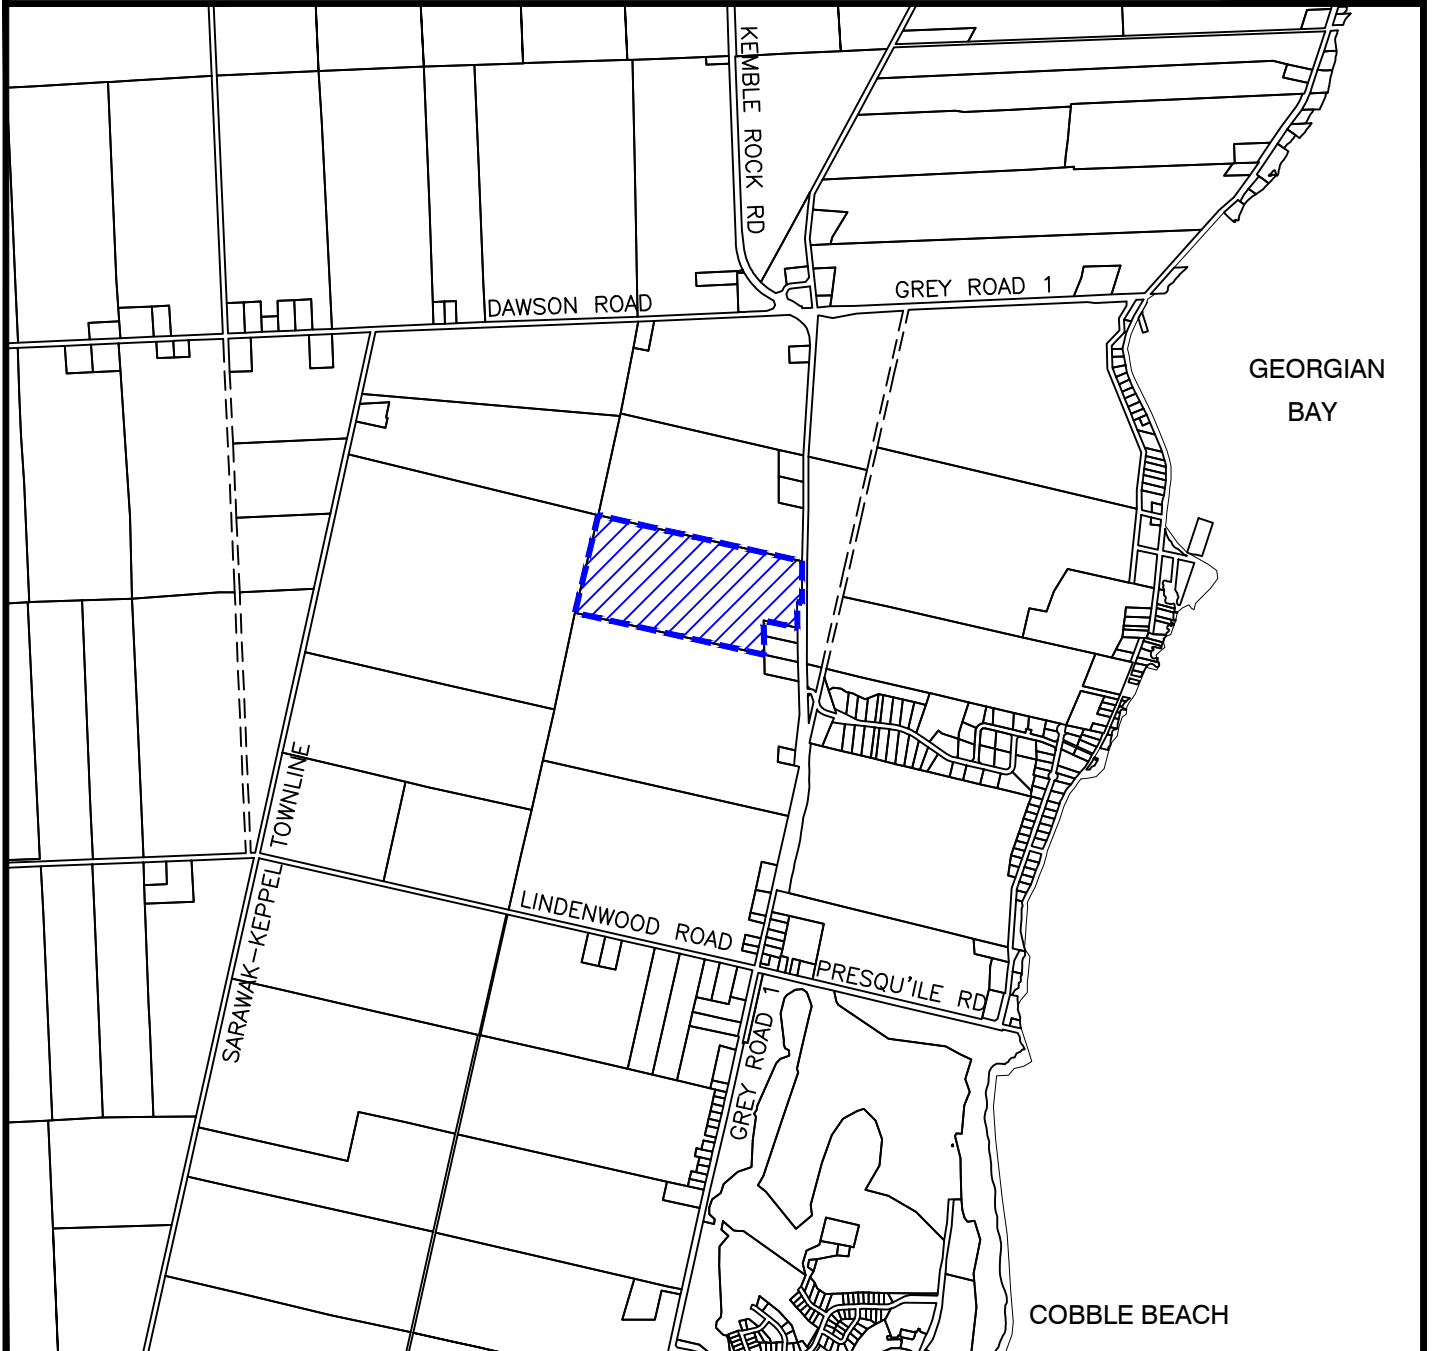 KEMBLE ROCK RD
GREY ROAD 1
DAWSON ROAD
GEORGIAN
BAY
TOWNLINE
SARAWAK-KEPPEL
LINDENWOOD ROAD
PRESQU'ILE RD
GREY ROAD 1
COBBLE BEACH